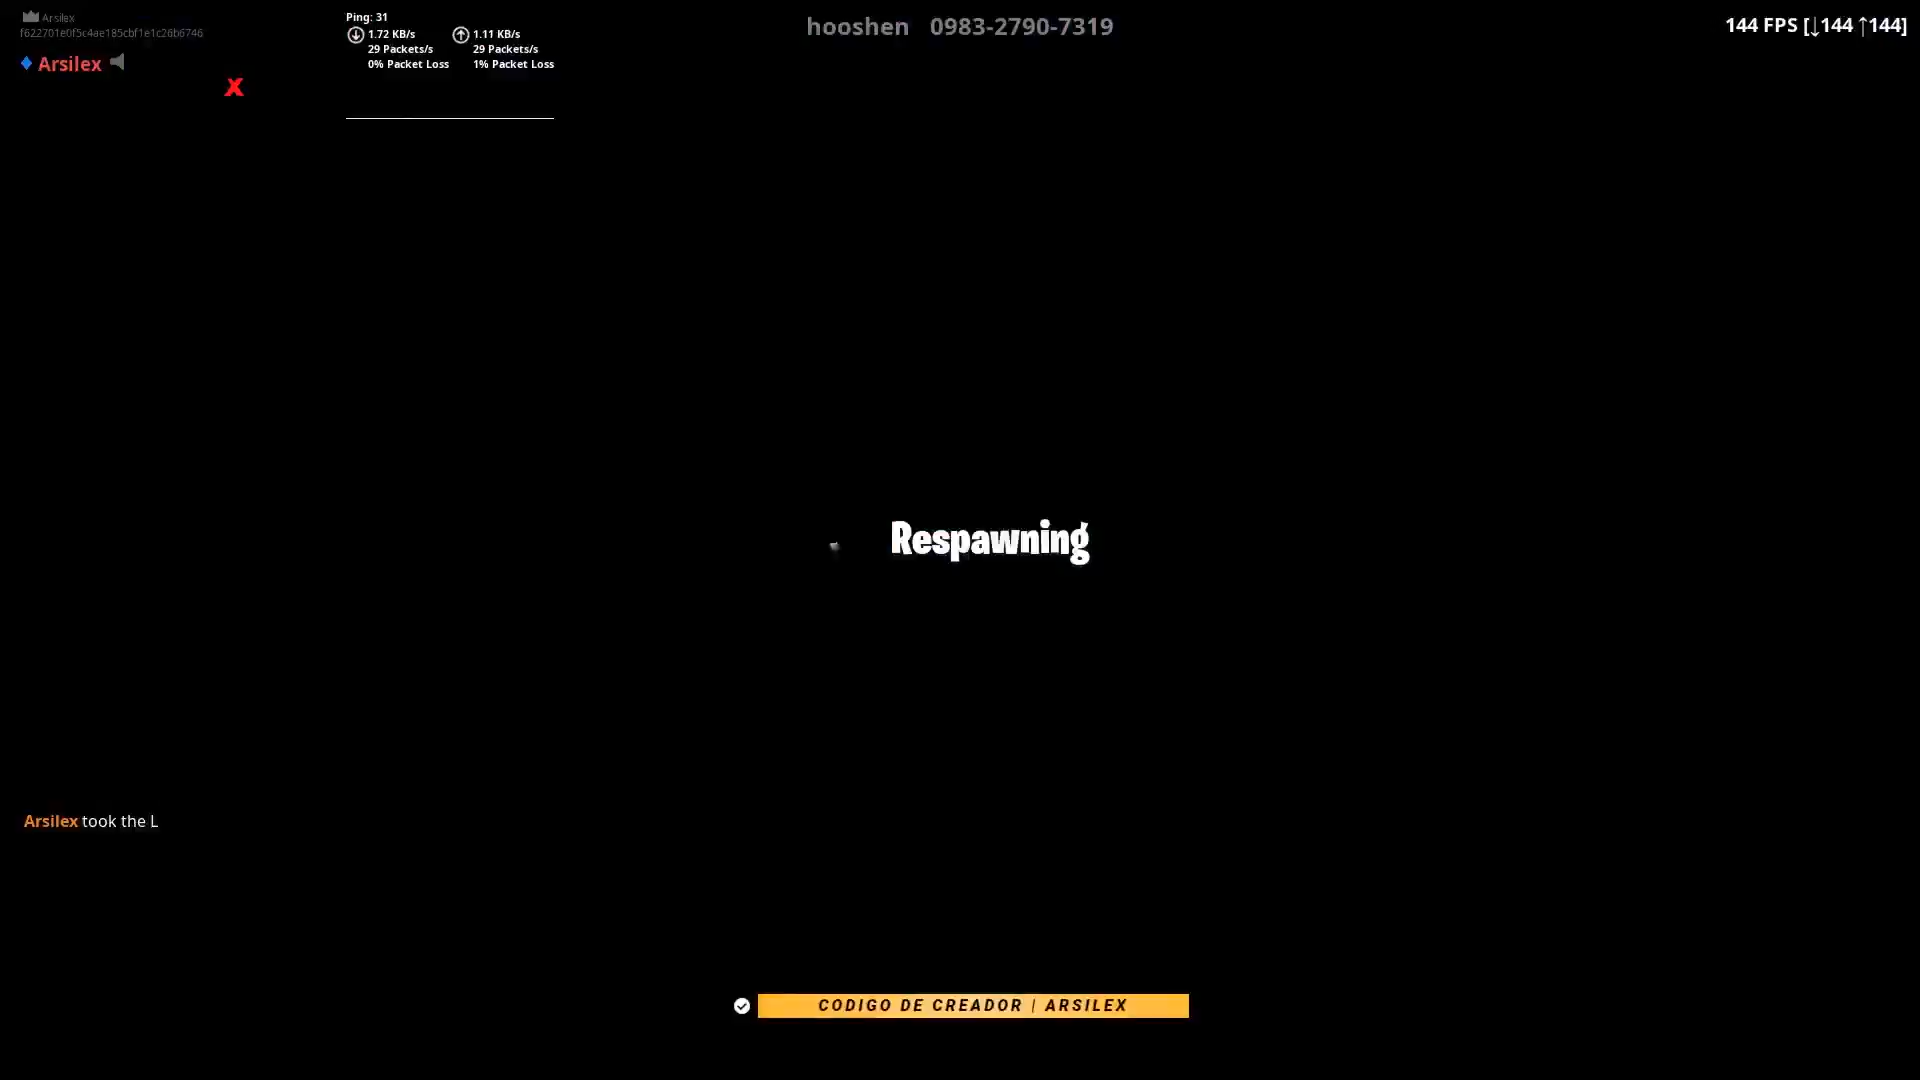 Arsilex
f622701e0f5c4ae185cbf1e1c26b6746
Arsilex
X
Ping: 31
1.72 KB/s
29 Packets/s
0% Packet Loss
1.11 KB/s
29 Packets/s
1% Packet Loss
hooshen 0983-2790-7319
144 FPS [↓144 ↑144]
Respawning
Arsilex took the L
CODIGO DE CREADOR | ARSILEX